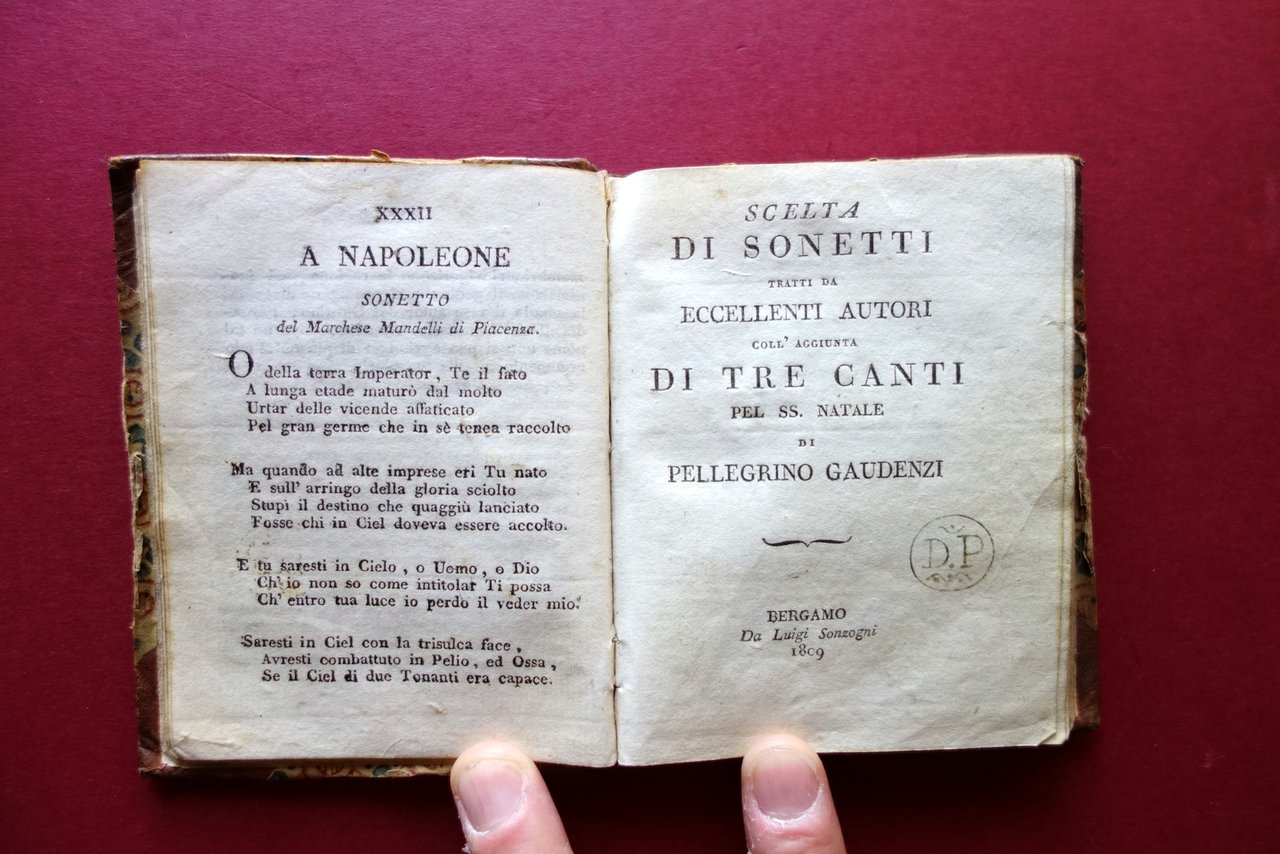 XXXII
A NAPOLEONE
SONETTO
del Marchese Mandelli di Piacenza.
O della terra Imperator, Te il fato
A lunga etade maturò dal molto
Urtar delle vicende affaticato
Pel gran germe che in sè tenea raccolto
Ma quando ad alte imprese eri Tu nato
E sull' arringo della gloria sciolto
Stupì il destino che quaggiù lanciato
Fosse chi in Ciel doveva essere accolto.
E tu saresti in Cielo, o Uomo, o Dio
Ch' io non so come intitolar Ti possa
Ch' entro tua luce io perdo il veder mio.
Saresti in Ciel con la trisulca face,
Avresti combattuto in Pelio, ed Ossa,
Se il Ciel di due Tonanti era capace.
SCELTA
DI SONETTI
TRATTI DA
ECCELLENTI AUTORI
COLL' AGGIUNTA
DI TRE CANTI
PEL SS. NATALE
DI
PELLEGRINO GAUDENZI
D.P
BERGAMO
Da Luigi Sonzogni
1809